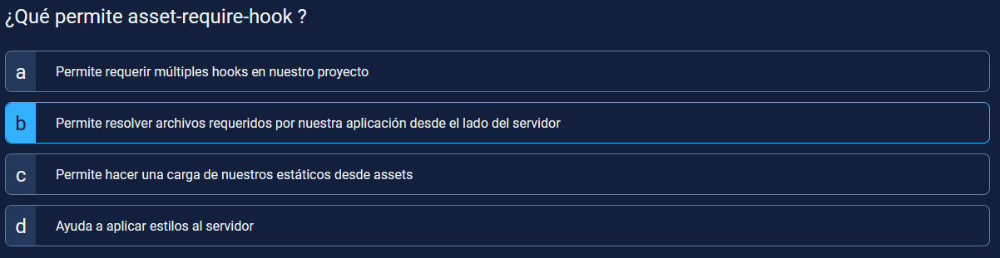 ¿Qué permite asset-require-hook ?
a Permite requerir múltiples hooks en nuestro proyecto
b Permite resolver archivos requeridos por nuestra aplicación desde el lado del servidor
c Permite hacer una carga de nuestros estáticos desde assets
d Ayuda a aplicar estilos al servidor